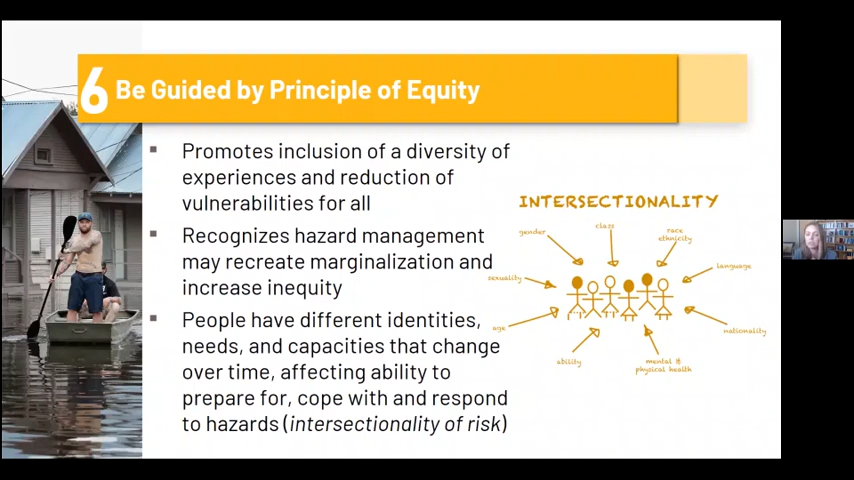 6 Be Guided by Principle of Equity
Promotes inclusion of a diversity of
experiences and reduction of
vulnerabilities for all
Recognizes hazard management
may recreate marginalization and
increase inequity
People have different identities,
needs, and capacities that change
over time, affecting ability to
prepare for, cope with and respond
to hazards (intersectionality of risk)
INTERSECTIONALITY
gender
class
race
ethnicity
sexuality
language
age
nationality
ability
mental &
physical health